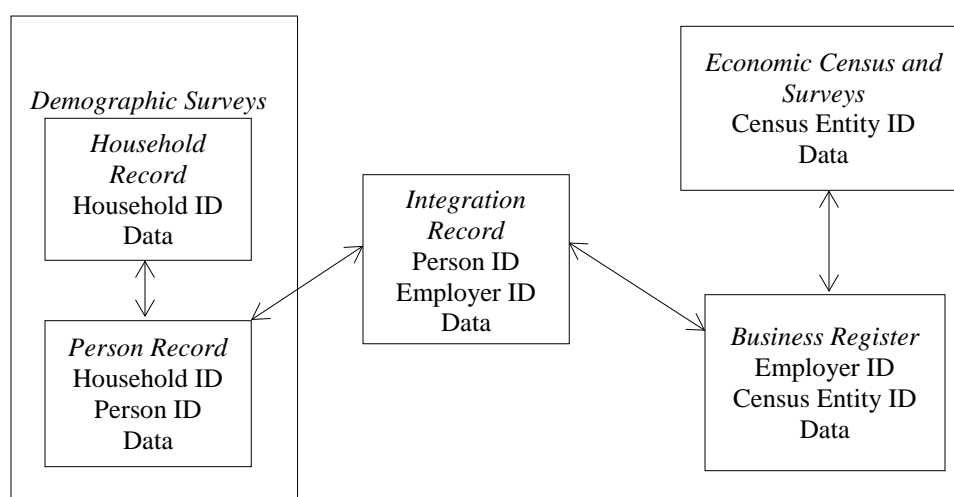 Demographic Surveys
Household
Record
Household ID
Data
Person Record
Household ID
Person ID
Data
Integration
Record
Person ID
Employer ID
Data
Economic Census and
Surveys
Census Entity ID
Data
Business Register
Employer ID
Census Entity ID
Data